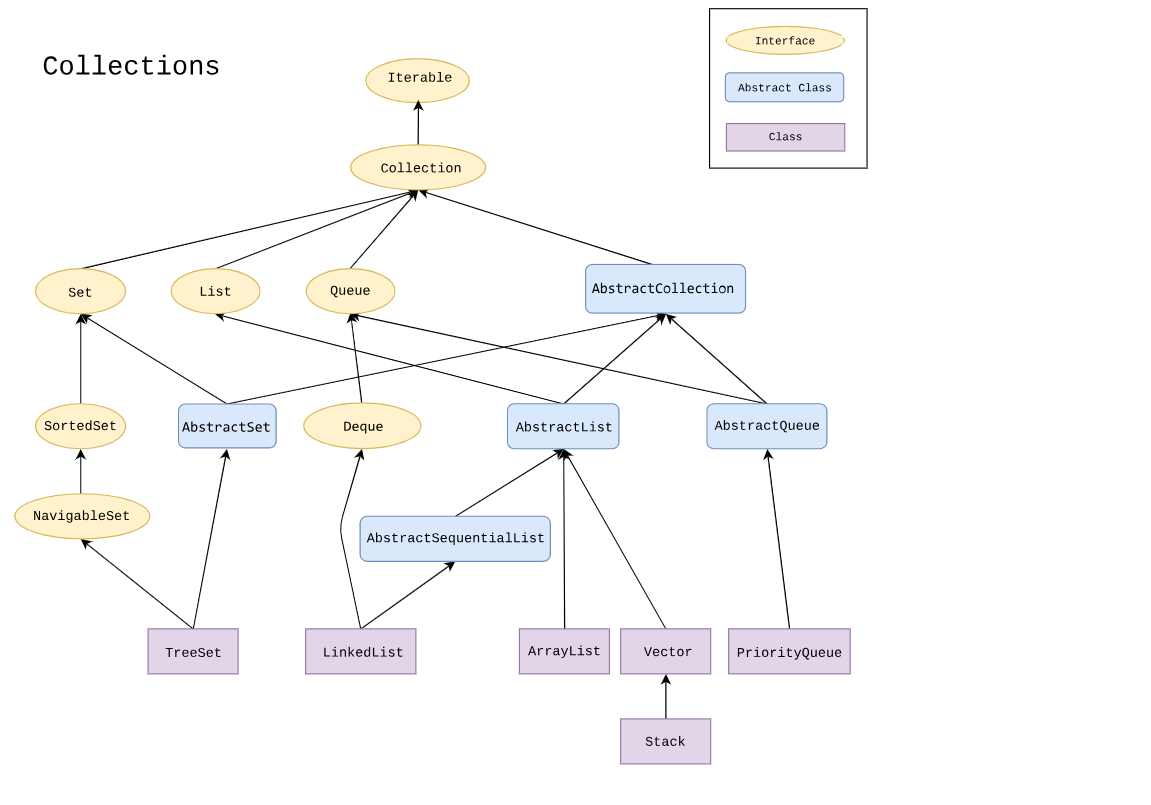 Collections
Interface
Abstract Class
Class
Iterable
Collection
Set
List
Queue
AbstractCollection
SortedSet
AbstractSet
Deque
AbstractList
AbstractQueue
NavigableSet
AbstractSequentialList
TreeSet
LinkedList
ArrayList
Vector
PriorityQueue
Stack